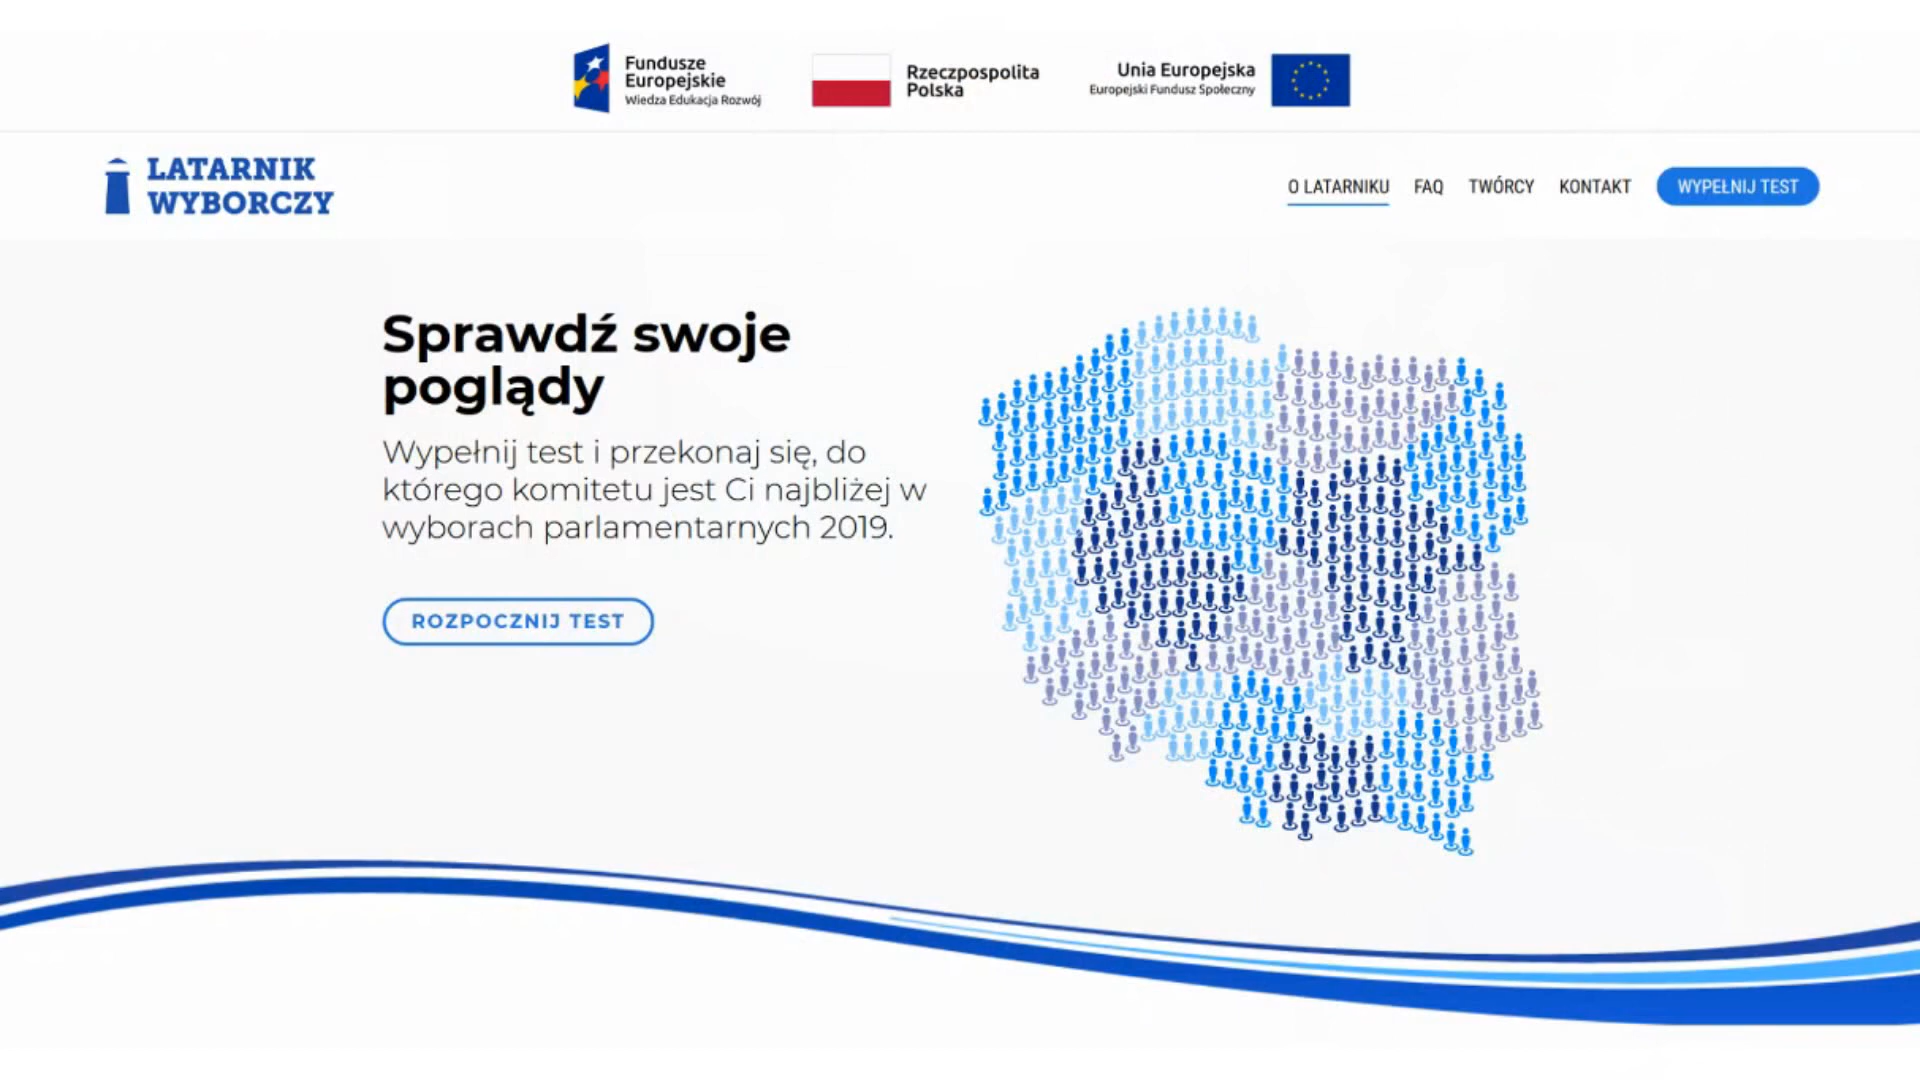 Fundusze
Europejskie
Wiedza Edukacja Rozwój
Rzeczpospolita
Polska
Unia Europejska
Europejski Fundusz Społeczny
LATARNIK
WYBORCZY
O LATARNIKU
FAQ
TWÓRCY
KONTAKT
WYPEŁNIJ TEST
Sprawdź swoje
poglądy
Wypełnij test i przekonaj się, do
którego komitetu jest Ci najbliżej w
wyborach parlamentarnych 2019.
ROZPOCZNIJ TEST